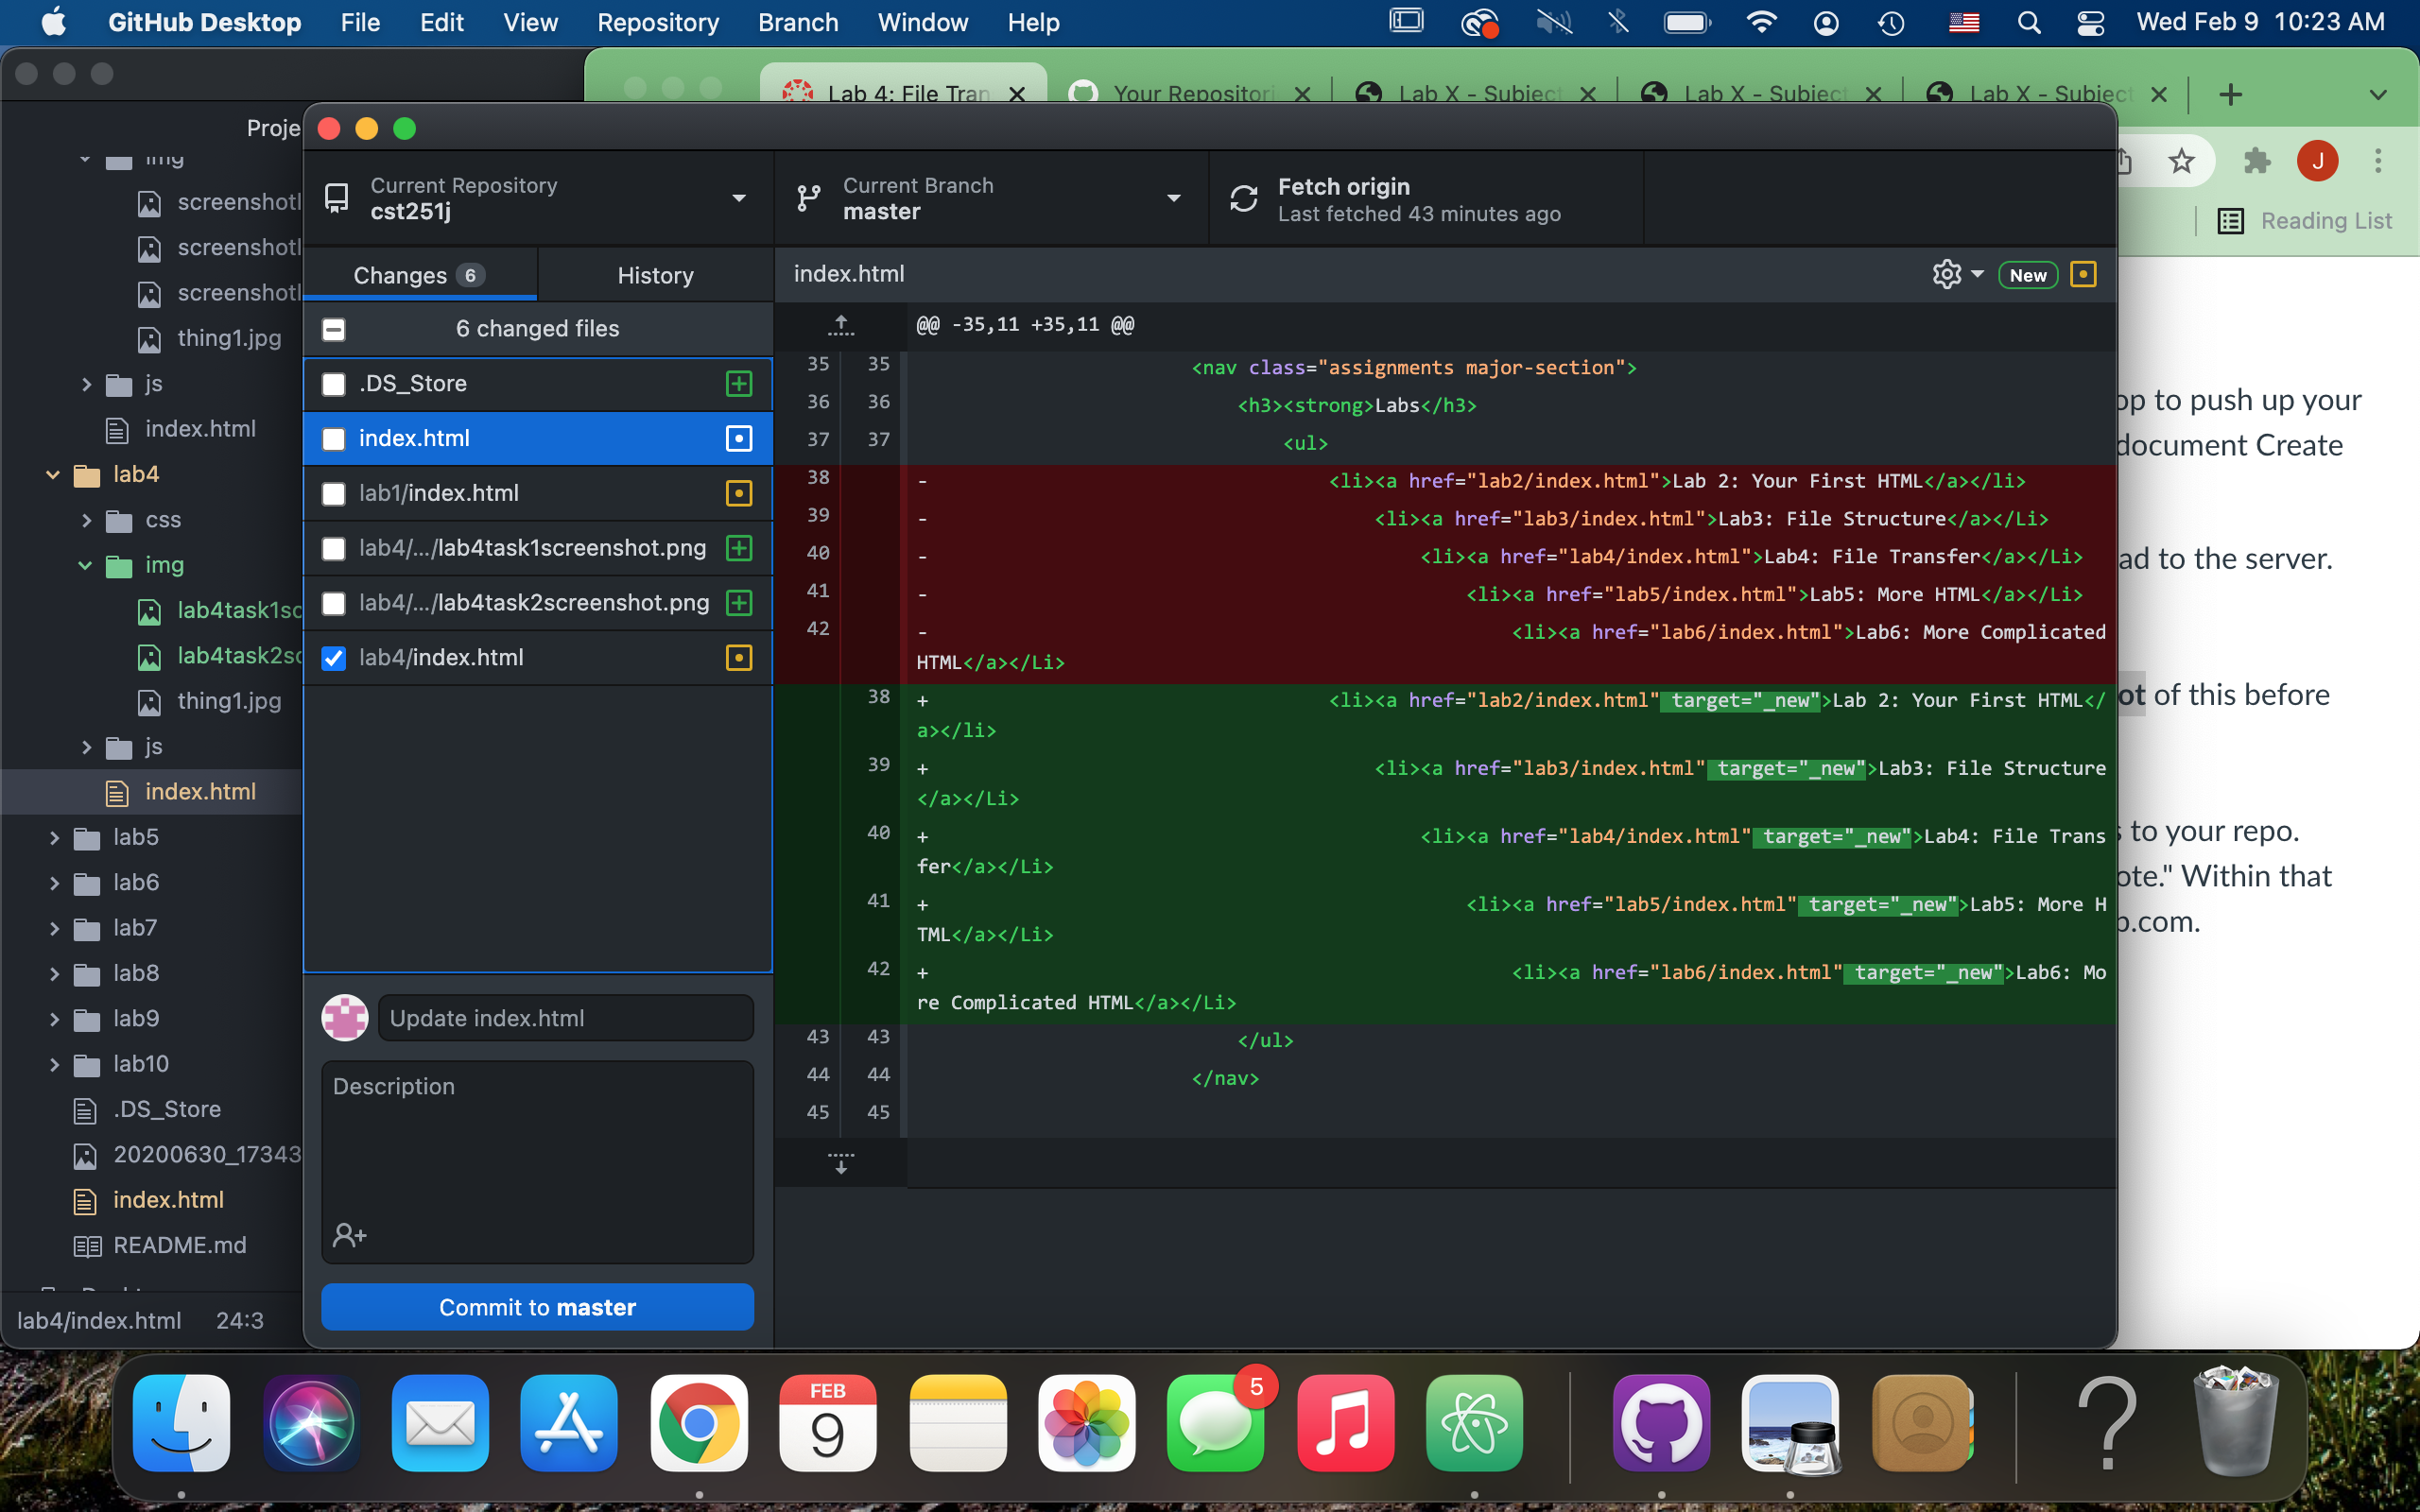 GitHub Desktop File Edit View Repository Branch Window Help Wed Feb 9 10:23 AM
Lab 4: File Tran Your Repositori Lab X - Subject Lab X - Subject Lab X - Subject
J
Reading List
Proje
img
screenshotl
screenshotl
screenshotl
thing1.jpg
js
index.html
lab4
css
img
lab4task1sc
lab4task2sc
thing1.jpg
js
index.html
lab5
lab6
lab7
lab8
lab9
lab10
.DS_Store
20200630_17343
index.html
README.md
lab4/index.html 24:3
Current Repository
cst251j
Current Branch
master
Fetch origin
Last fetched 43 minutes ago
Changes 6 History
6 changed files
.DS_Store
index.html
lab1/index.html
lab4/.../lab4task1screenshot.png
lab4/.../lab4task2screenshot.png
lab4/index.html
Update index.html
Description
Commit to master
index.html New
@@ -35,11 +35,11 @@
35 35 <nav class="assignments major-section">
36 36 <h3><strong>Labs</h3>
37 37 <ul>
38 - <li><a href="lab2/index.html">Lab 2: Your First HTML</a></li>
39 - <li><a href="lab3/index.html">Lab3: File Structure</a></Li>
40 - <li><a href="lab4/index.html">Lab4: File Transfer</a></Li>
41 - <li><a href="lab5/index.html">Lab5: More HTML</a></Li>
42 - <li><a href="lab6/index.html">Lab6: More Complicated
HTML</a></Li>
38 + <li><a href="lab2/index.html" target="_new">Lab 2: Your First HTML</
a></li>
39 + <li><a href="lab3/index.html" target="_new">Lab3: File Structure
</a></Li>
40 + <li><a href="lab4/index.html" target="_new">Lab4: File Trans
fer</a></Li>
41 + <li><a href="lab5/index.html" target="_new">Lab5: More H
TML</a></Li>
42 + <li><a href="lab6/index.html" target="_new">Lab6: Mo
re Complicated HTML</a></Li>
43 43 </ul>
44 44 </nav>
45 45
op to push up your
document Create
ad to the server.
ot of this before
s to your repo.
ote." Within that
b.com.
FEB
9
5
?